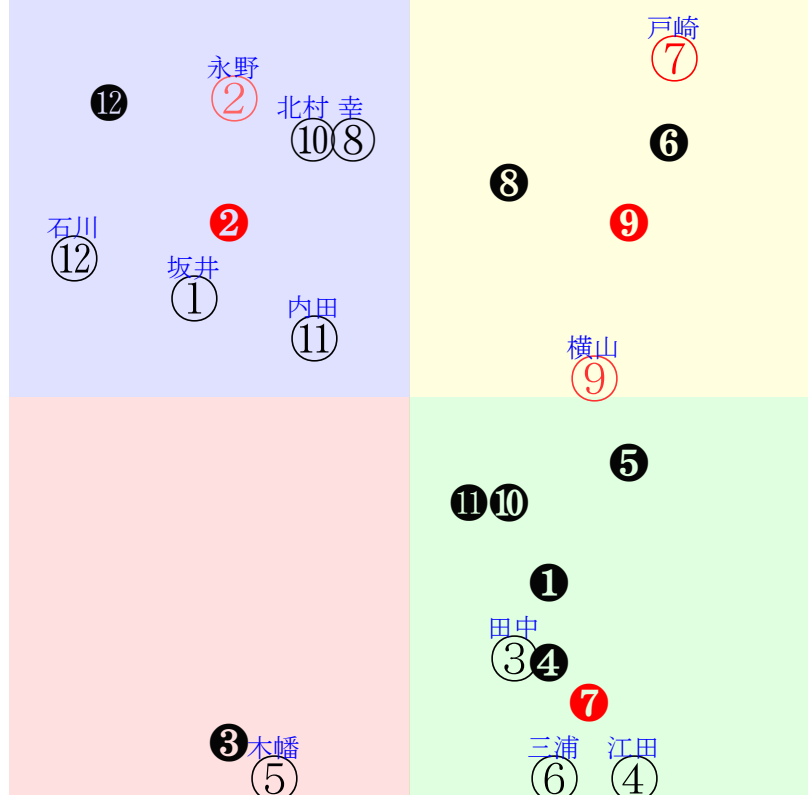 戸崎
⑦
永野
②
⓬
北村 幸
⑩⑧
❻
❽
❷
❾
石川
⑫
坂井
①
内田
⑪
横山
⑨
❺
⓫❿
❶
田中
③❹
❼
❸
木幡
⑤
三浦
⑥
江田
④